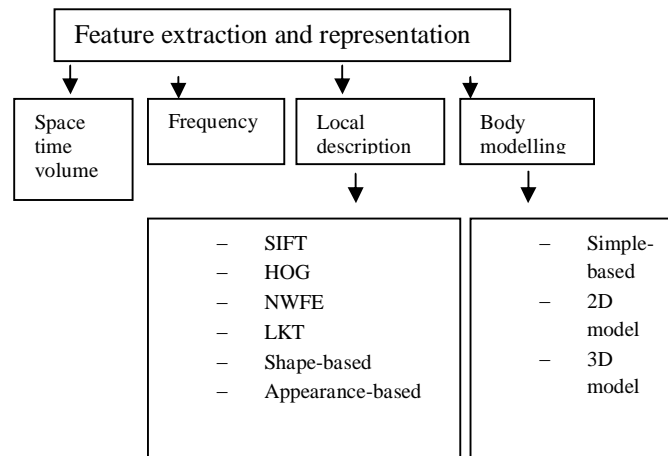 Feature extraction and representation
Space
time
volume
Frequency
Local
description
Body
modelling
– SIFT
– HOG
– NWFE
– LKT
– Shape-based
– Appearance-based
– Simple-
based
– 2D
model
– 3D
model